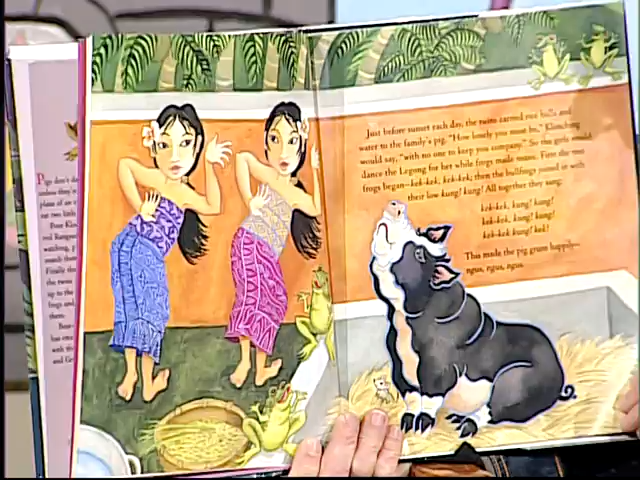 Pigs don't d
Just before sunset each day, the twins carried rice balls and
water to the family's pig. "How lonely you must be," Klinchung
would say, "with no one to keep you company." So the girls would
dance the Legong for her while frogs made music. First the tree
frogs began—kek-kek, kek-kek; then the bullfrogs joined in with
their low kung! kung! All together they sang:
kek-kek, kung! kung!
kek-kek, kung! kung!
kek-kek kung! kek!
This made the pig grunt happily—
ngus, ngus, ngus.